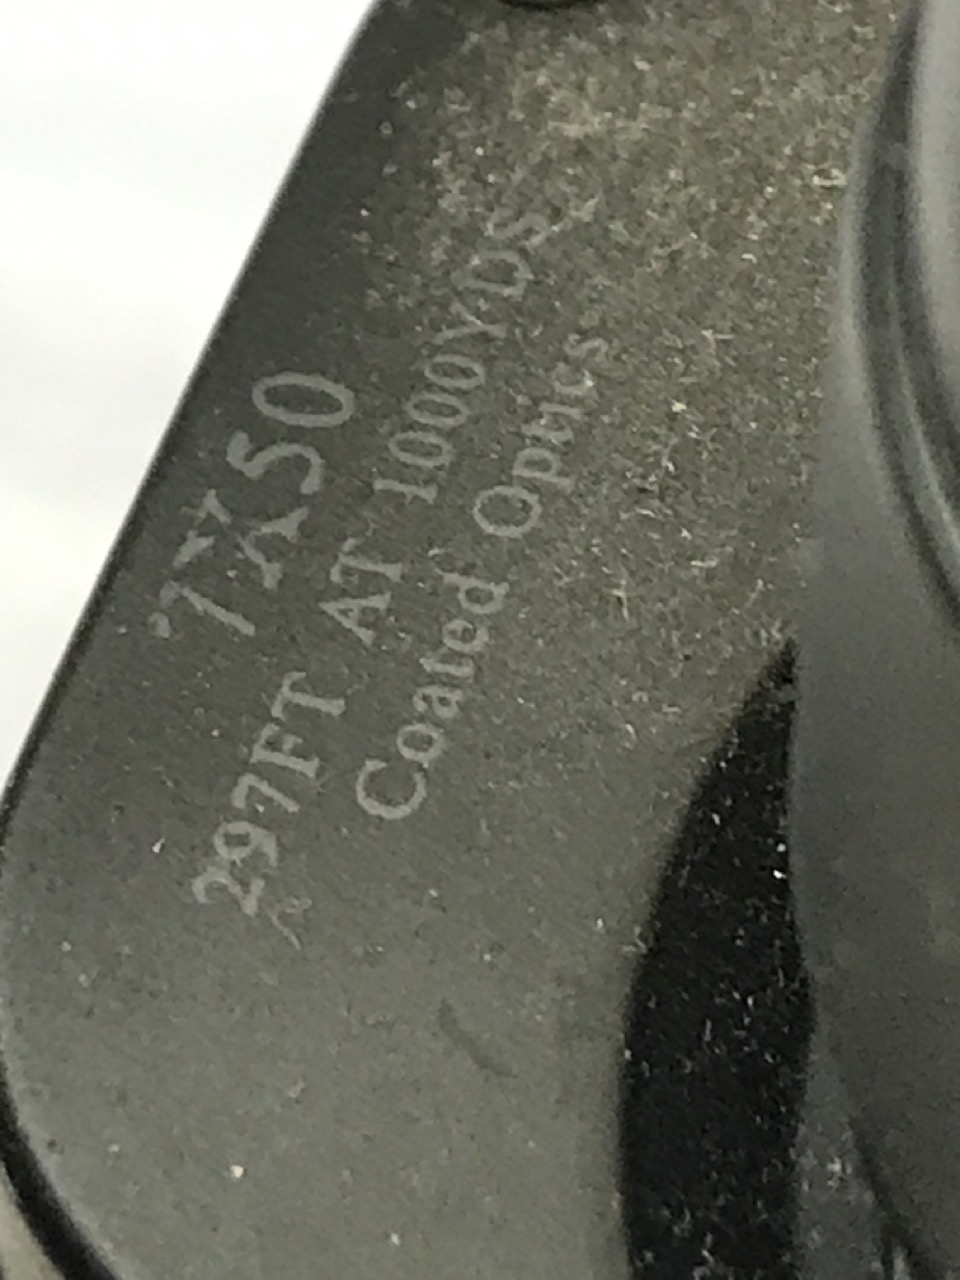 7X50
297FT AT 1000YDS
Coated Optics